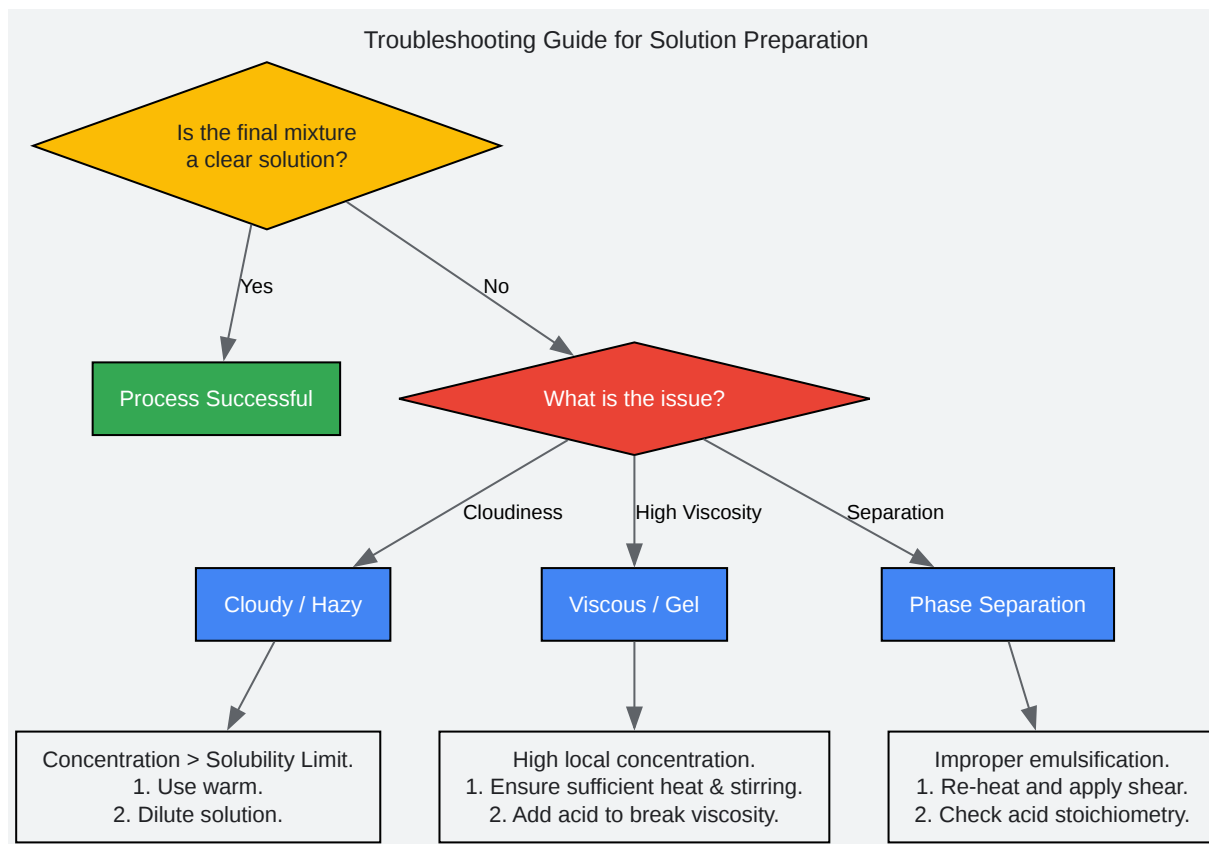 Troubleshooting Guide for Solution Preparation
Is the final mixture
a clear solution?
Yes
No
Process Successful
What is the issue?
Cloudiness
High Viscosity
Separation
Cloudy / Hazy
Viscous / Gel
Phase Separation
Concentration > Solubility Limit.
1. Use warm.
2. Dilute solution.
High local concentration.
1. Ensure sufficient heat & stirring.
2. Add acid to break viscosity.
Improper emulsification.
1. Re-heat and apply shear.
2. Check acid stoichiometry.